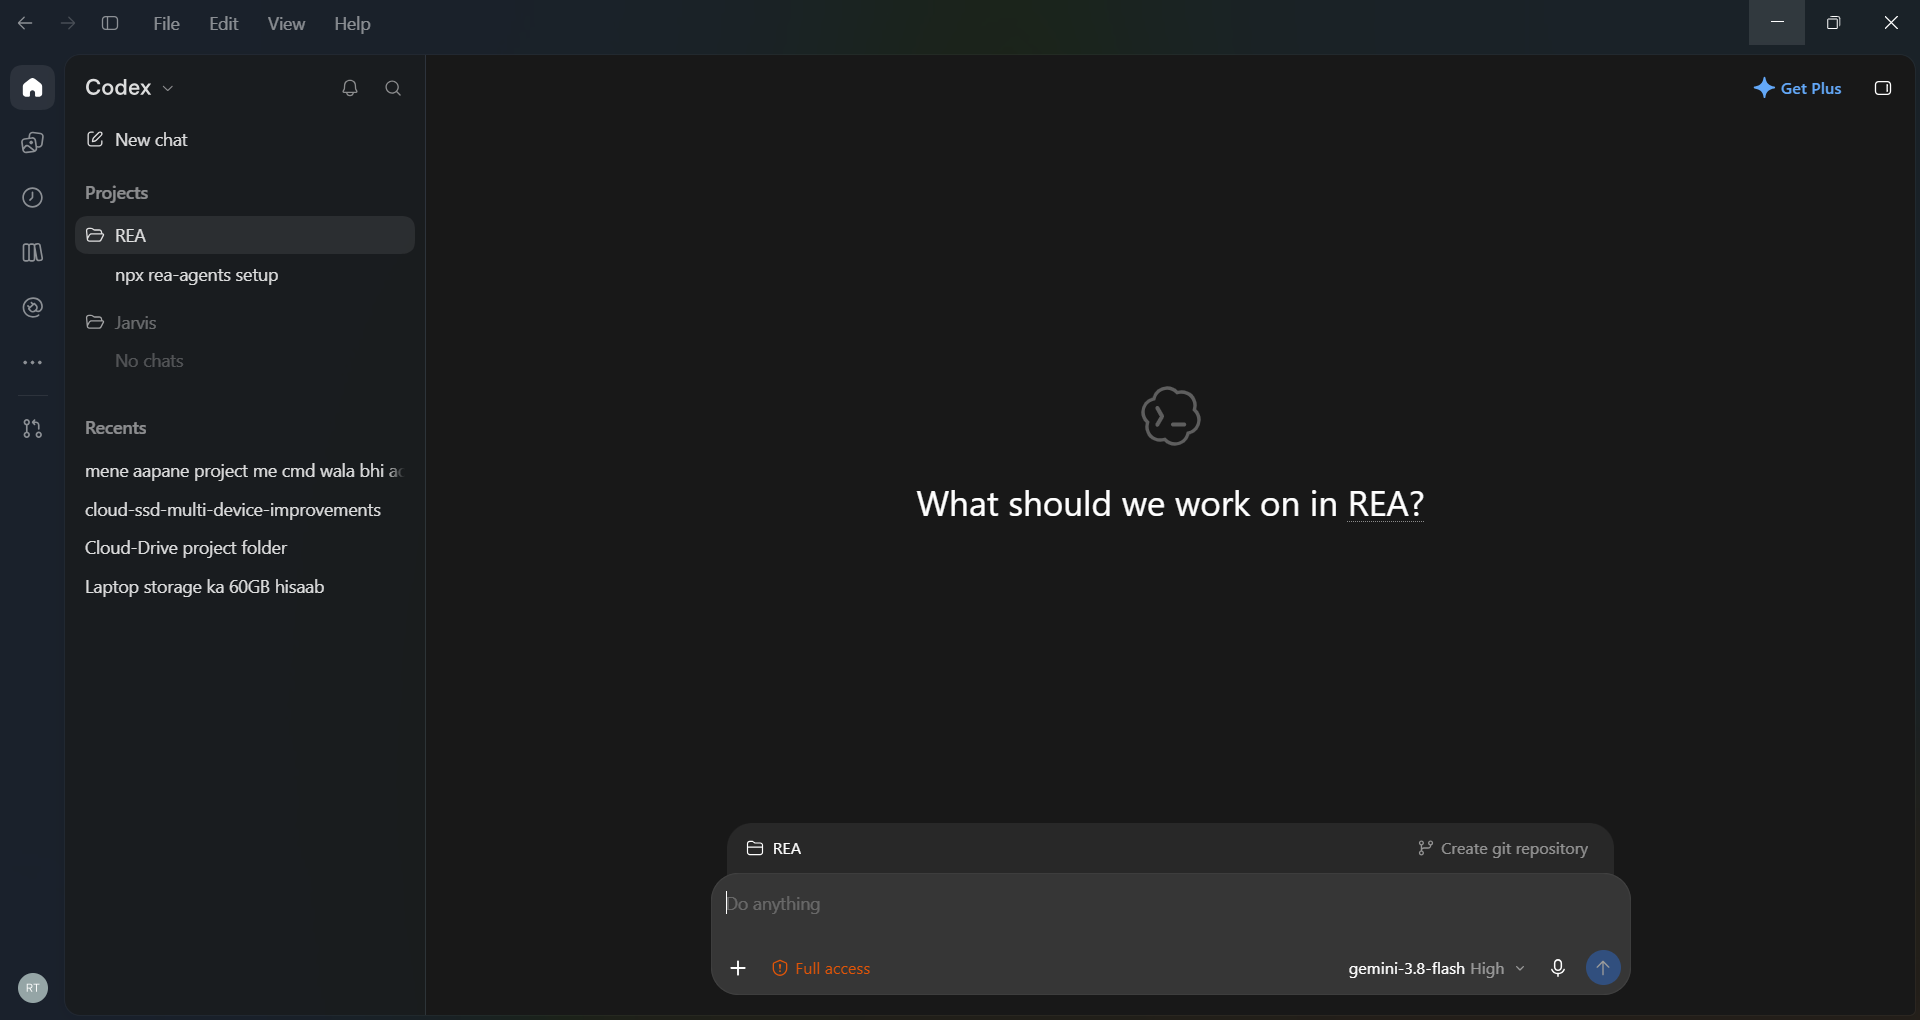 File Edit View Help
Codex
Get Plus
New chat
Projects
REA
npx rea-agents setup
Jarvis
No chats
Recents
mene aapane project me cmd wala bhi
cloud-ssd-multi-device-improvements
Cloud-Drive project folder
Laptop storage ka 60GB hisaab
What should we work on in REA?
REA Create git repository
Do anything
Full access gemini-3.8-flash High
RT